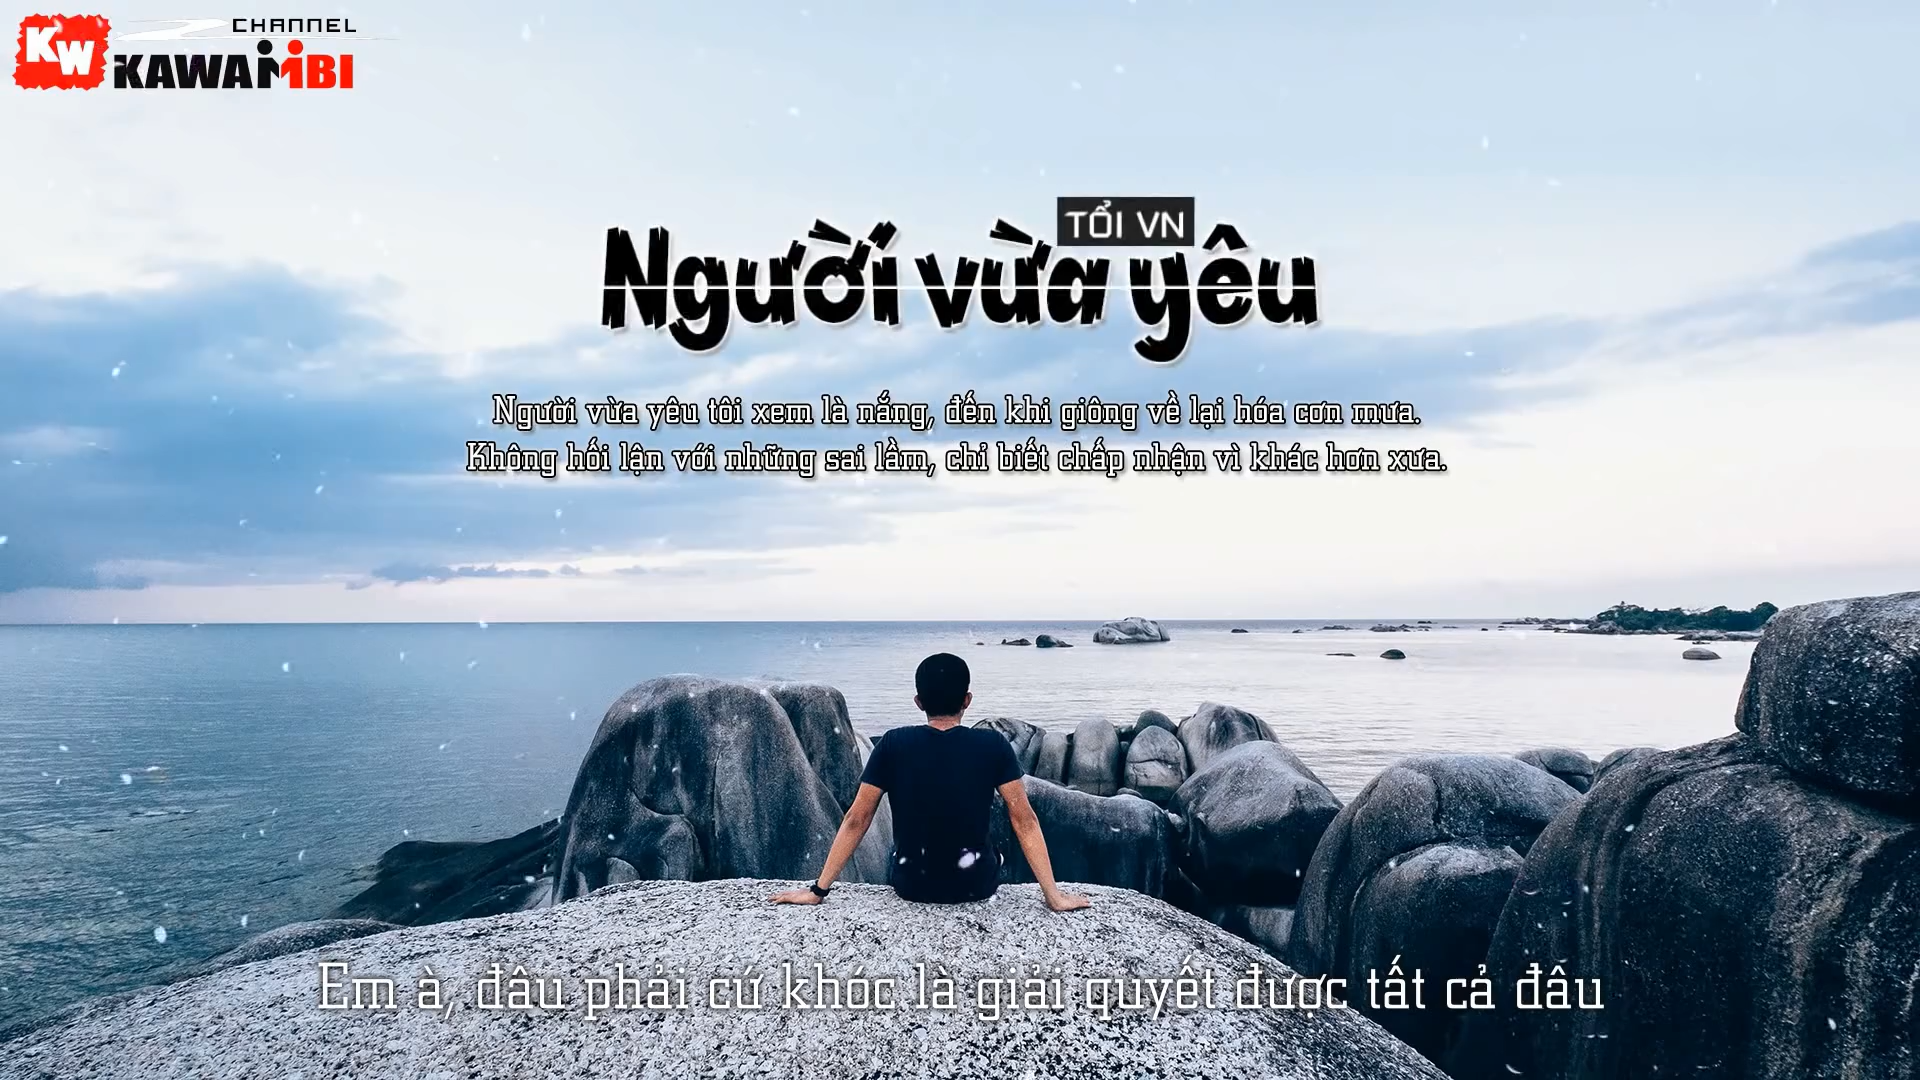 KW
CHANNEL
KAWAMBI
TỔI VN
Người vừa yêu
Người vừa yêu tôi xem là nắng, đến khi giông về lại hóa cơn mưa.
Không hối lận với những sai lầm, chỉ biết chấp nhận vì khác hơn xưa.
Em à, đâu phải cứ khóc là giải quyết được tất cả đâu